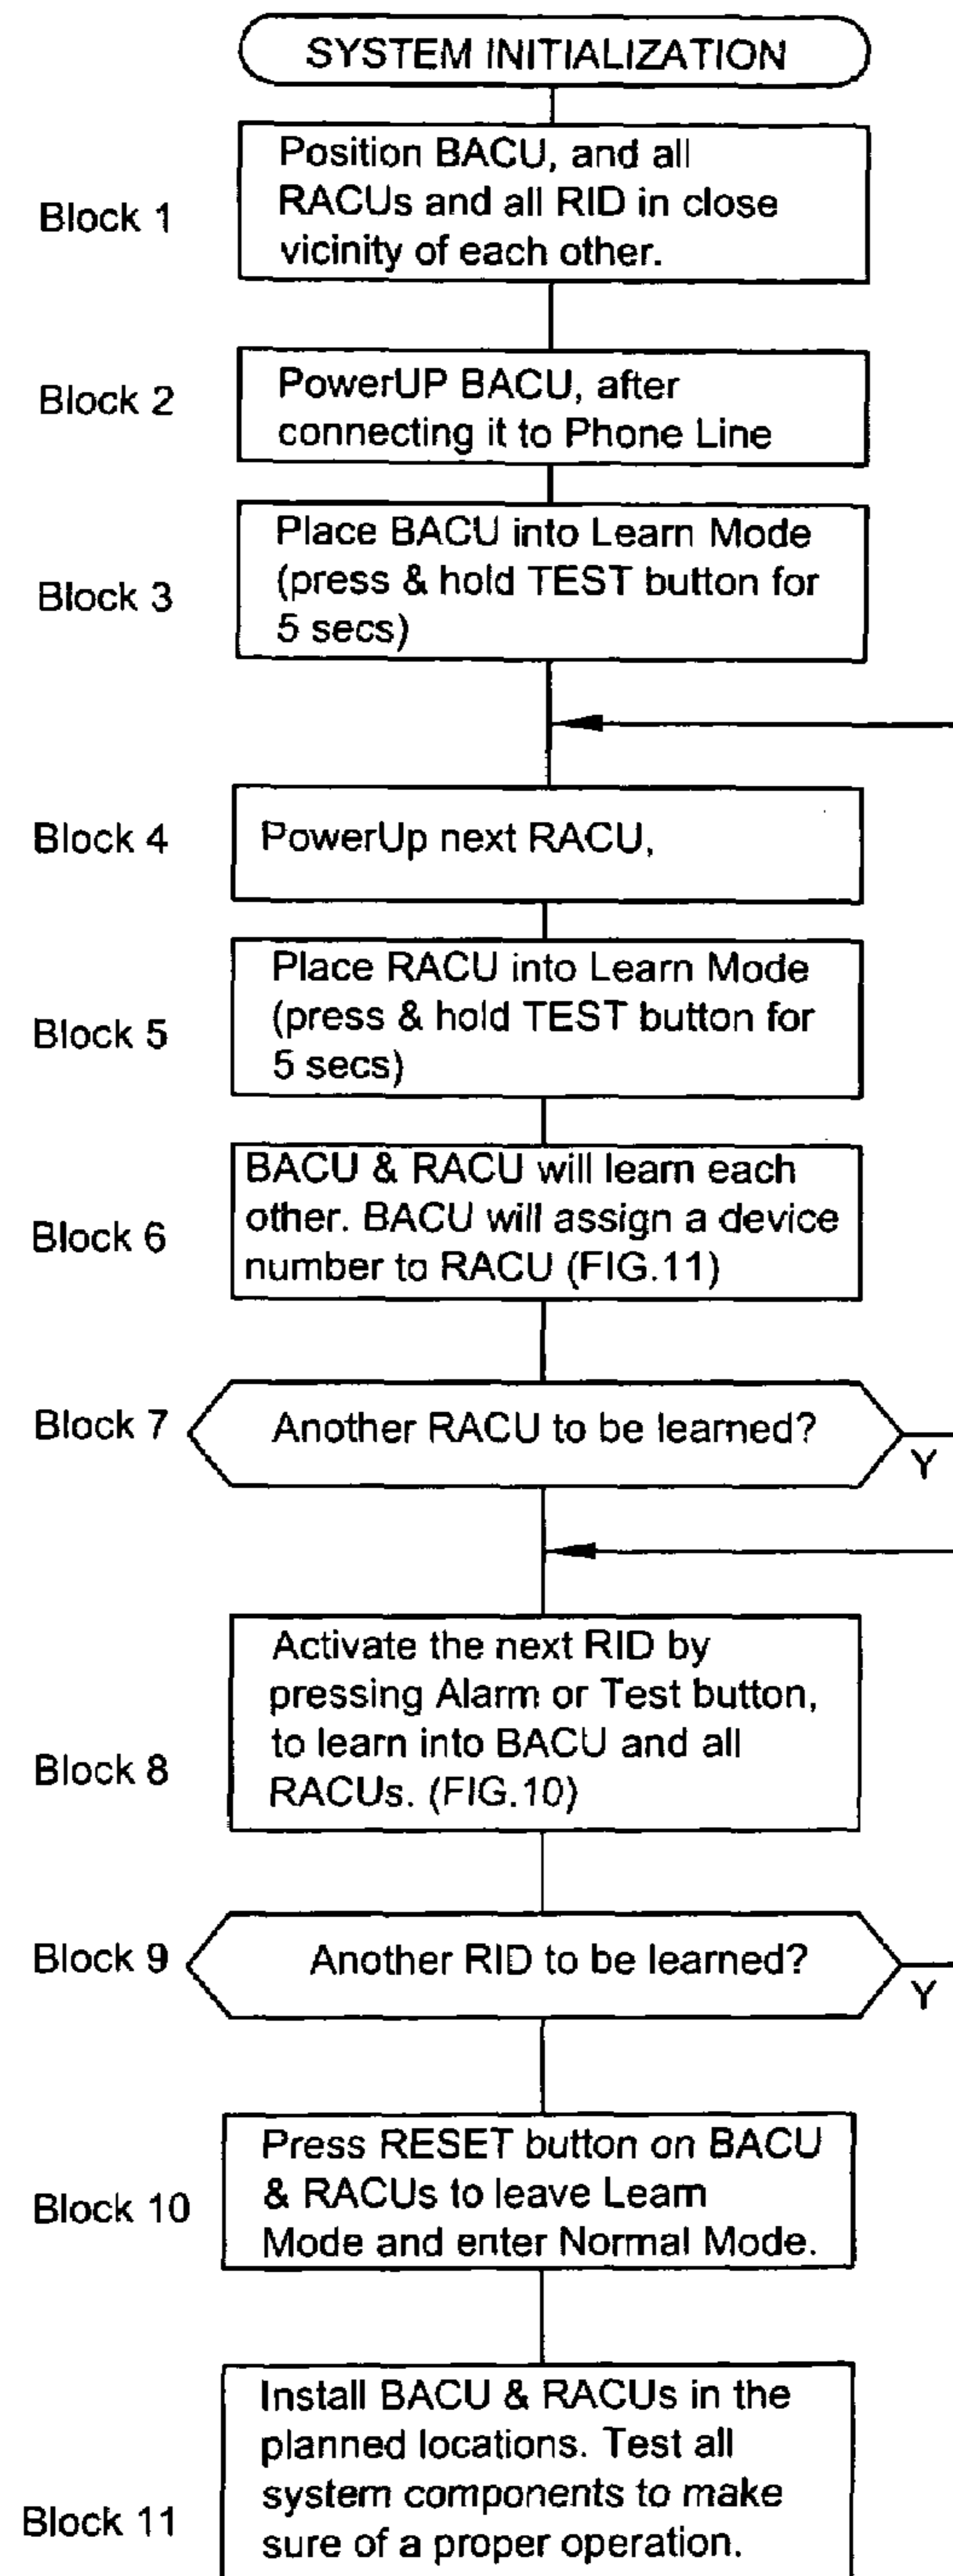 SYSTEM INITIALIZATION
Block 1
Position BACU, and all
RACUs and all RID in close
vicinity of each other.
Block 2
PowerUP BACU, after
connecting it to Phone Line
Block 3
Place BACU into Learn Mode
(press & hold TEST button for
5 secs)
Block 4
PowerUp next RACU,
Block 5
Place RACU into Learn Mode
(press & hold TEST button for
5 secs)
Block 6
BACU & RACU will learn each
other. BACU will assign a device
number to RACU (FIG.11)
Block 7
Another RACU to be learned?
Y
Block 8
Activate the next RID by
pressing Alarm or Test button,
to learn into BACU and all
RACUs. (FIG.10)
Block 9
Another RID to be learned?
Y
Block 10
Press RESET button on BACU
& RACUs to leave Learn
Mode and enter Normal Mode.
Block 11
Install BACU & RACUs in the
planned locations. Test all
system components to make
sure of a proper operation.